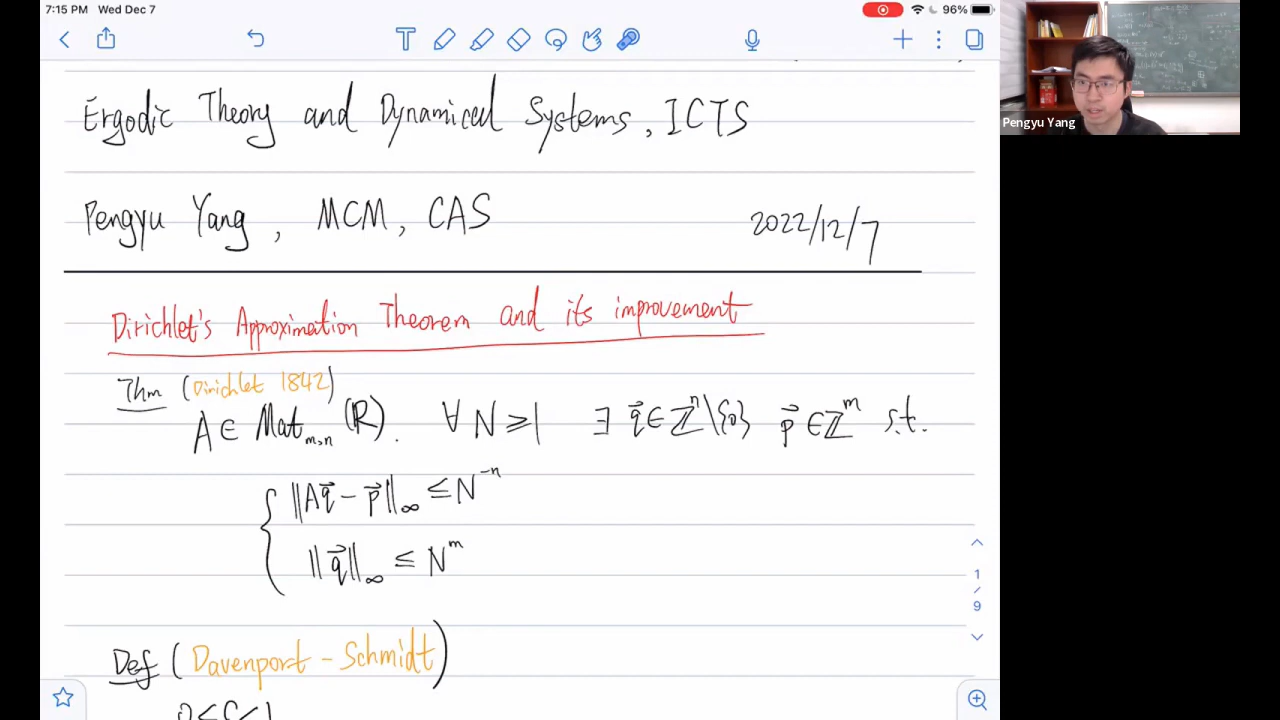 7:15 PM Wed Dec 7
96%
Ergodic Theory and Dynamical Systems, ICTS
Pengyu Yang, MCM, CAS 2022/12/7
Dirichlet's Approximation Theorem and its improvement
Thm (Dirichlet 1842)
A ∈ Mat_{m×n} (ℝ). ∀ N ≥ 1 ∃ q⃗ ∈ ℤ^n \ {0} p⃗ ∈ ℤ^m s.t.
{ ‖Aq⃗ − p⃗‖_∞ ≤ N^{−n}
‖q⃗‖_∞ ≤ N^m
Def (Davenport - Schmidt)
0 < C < 1
1
/
9
Pengyu Yang